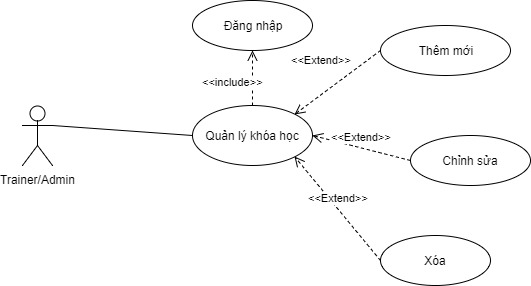 Đăng nhập
Thêm mới
<<Extend>>
<<include>>
Quản lý khóa học
<<Extend>>
Chỉnh sửa
Trainer/Admin
<<Extend>>
Xóa